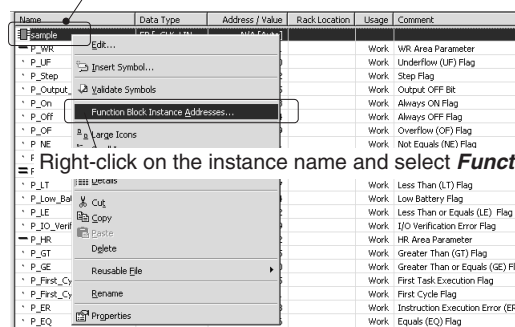 Name Data Type Address / Value Rack Location Usage Comment
sample N/A [Auto]
P_WR Work WR Area Parameter
Edit...
P_UF Work Underflow (UF) Flag
P_Step Insert Symbol... Work Step Flag
P_Output_ Validate Symbols Work Output OFF Bit
P_On Work Always ON Flag
P_Off Function Block Instance Addresses... Work Always OFF Flag
P_OF Work Overflow (OF) Flag
Large Icons
P_NE Work Not Equals (NE) Flag
Right-click on the instance name and select Funct
Details
P_LT Work Less Than (LT) Flag
P_Low_Bat Cut Work Low Battery Flag
P_LE Copy Work Less Than or Equals (LE) Flag
P_IO_Verif Paste Work I/O Verification Error Flag
P_HR Work HR Area Parameter
Delete
P_GT Work Greater Than (GT) Flag
P_GE Reusable File Work Greater Than or Equals (GE) Fl
P_First_Cy Work First Task Execution Flag
P_First_Cy Rename Work First Cycle Flag
P_ER Work Instruction Execution Error (ER
P_EQ Properties Work Equals (EQ) Flag